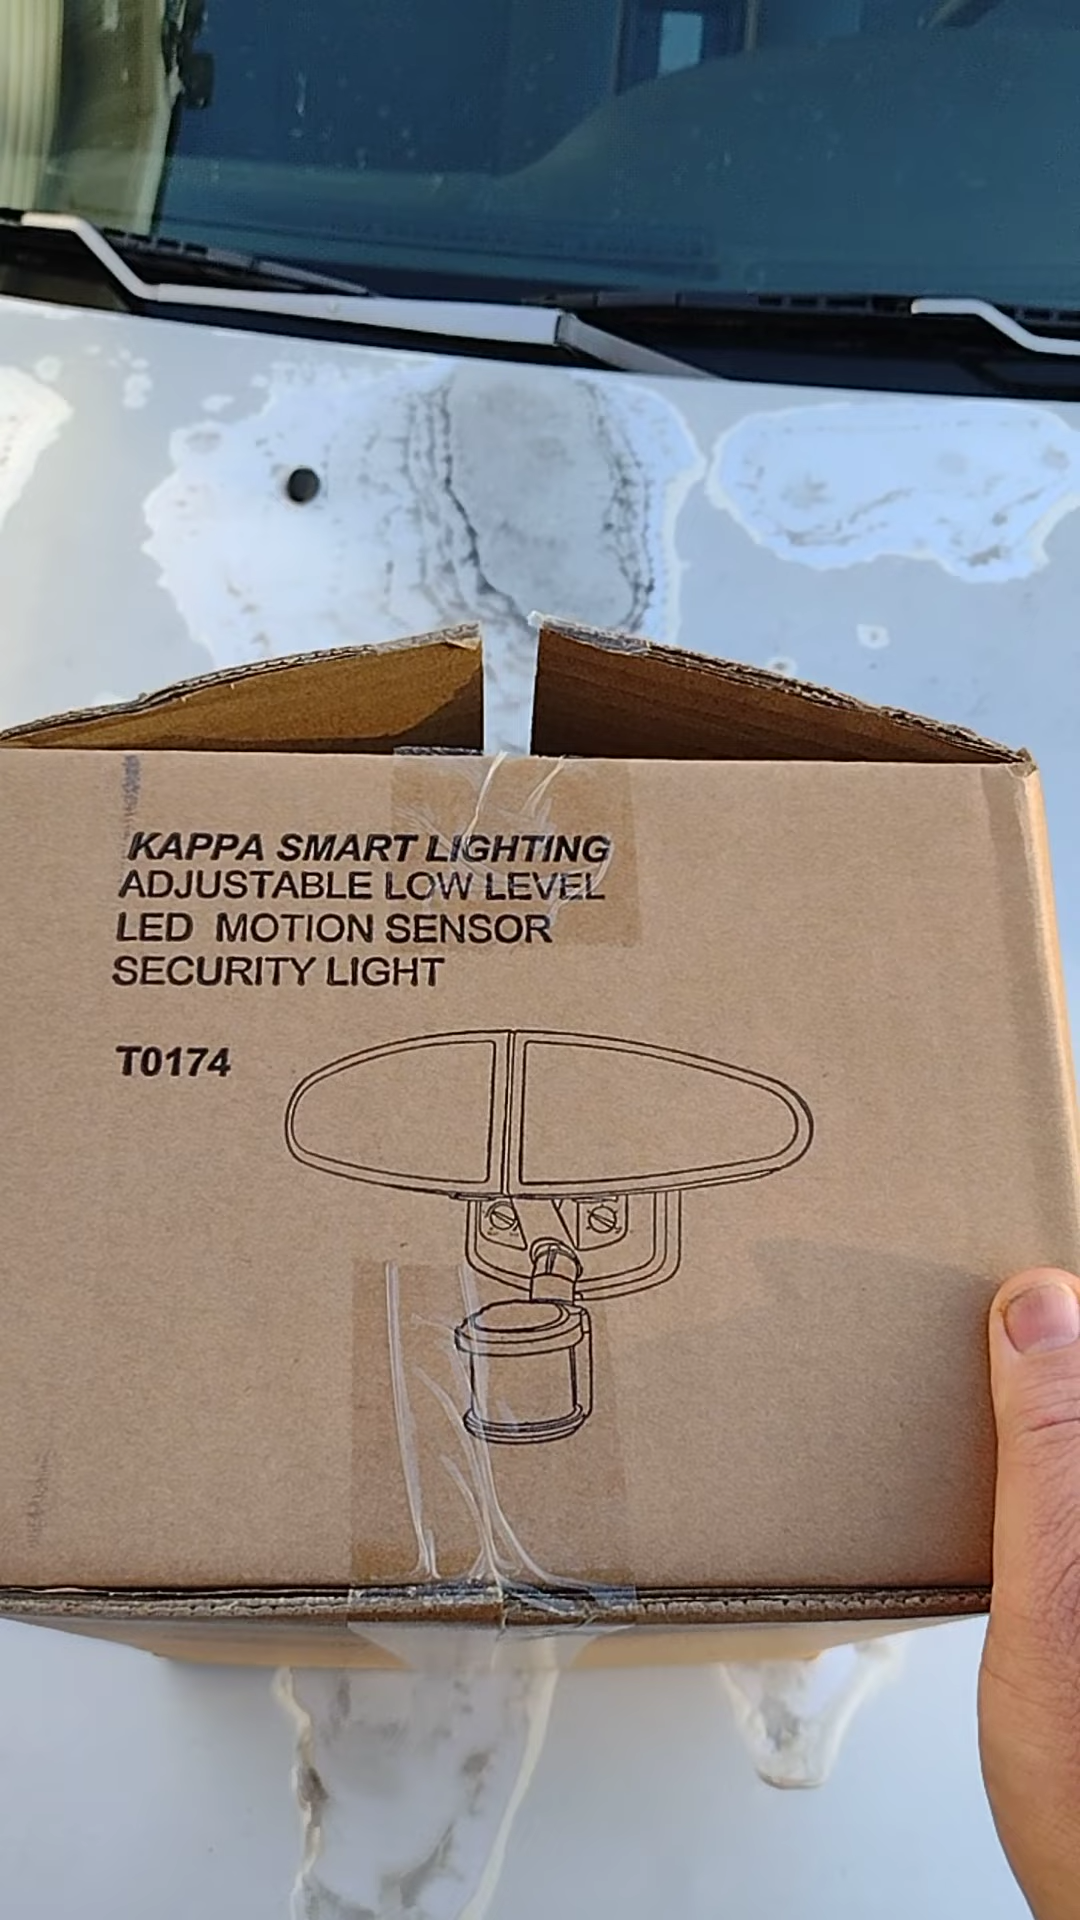 KAPPA SMART LIGHTING
ADJUSTABLE LOW LEVEL
LED MOTION SENSOR
SECURITY LIGHT
T0174